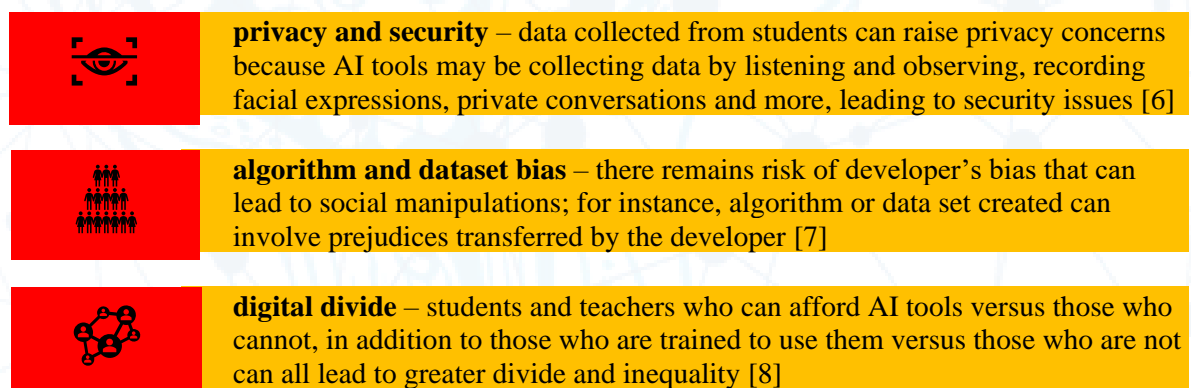 privacy and security – data collected from students can raise privacy concerns
because AI tools may be collecting data by listening and observing, recording
facial expressions, private conversations and more, leading to security issues [6]
algorithm and dataset bias – there remains risk of developer’s bias that can
lead to social manipulations; for instance, algorithm or data set created can
involve prejudices transferred by the developer [7]
digital divide – students and teachers who can afford AI tools versus those who
cannot, in addition to those who are trained to use them versus those who are not
can all lead to greater divide and inequality [8]